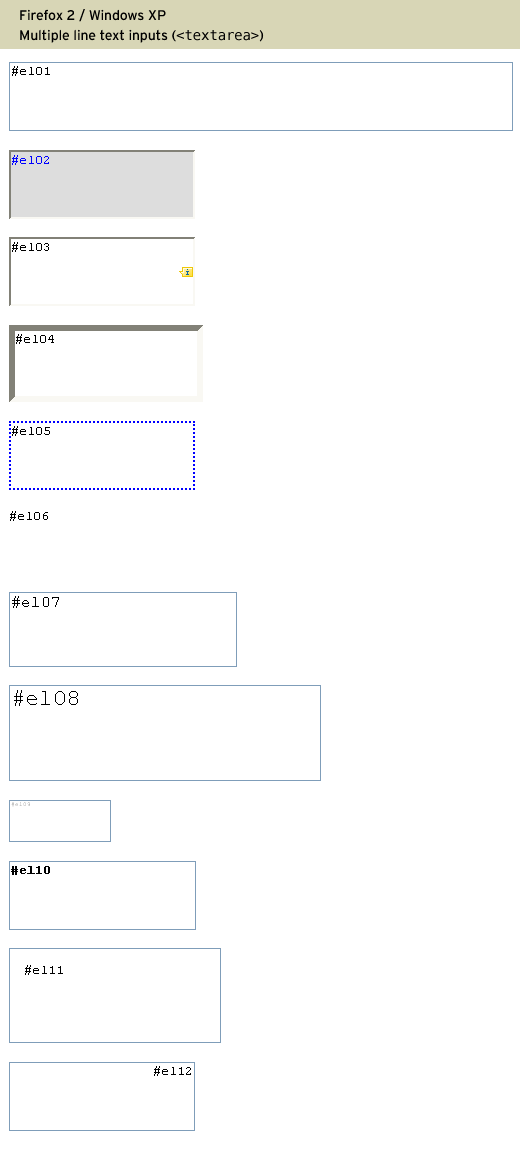 Firefox 2 / Windows XP
Multiple line text inputs (<textarea>)
#el01
#el02
#el03
#el04
#el05
#el06
#el07
#el08
#el09
#el10
#el11
#el12